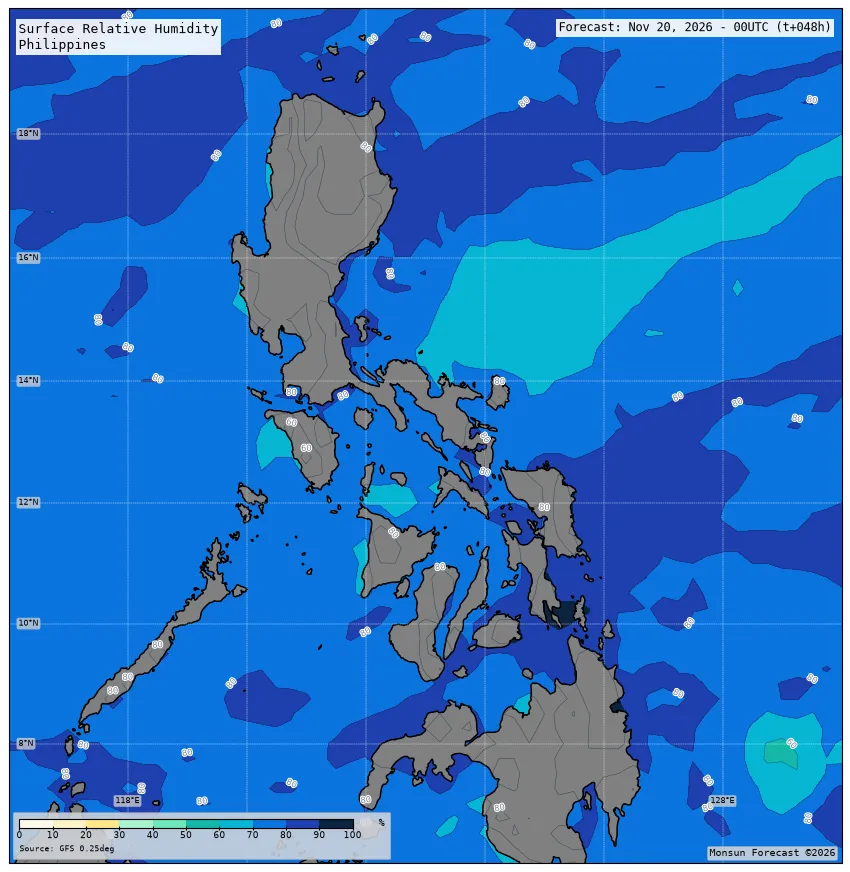 Surface Relative Humidity
Philippines
Forecast: Nov 20, 2026 - 00UTC (t+048h)
18°N
16°N
14°N
12°N
10°N
8°N
118°E
128°E
0 10 20 30 40 50 60 70 80 90 100 %
Source: GFS 0.25deg
Monsun Forecast ©2026